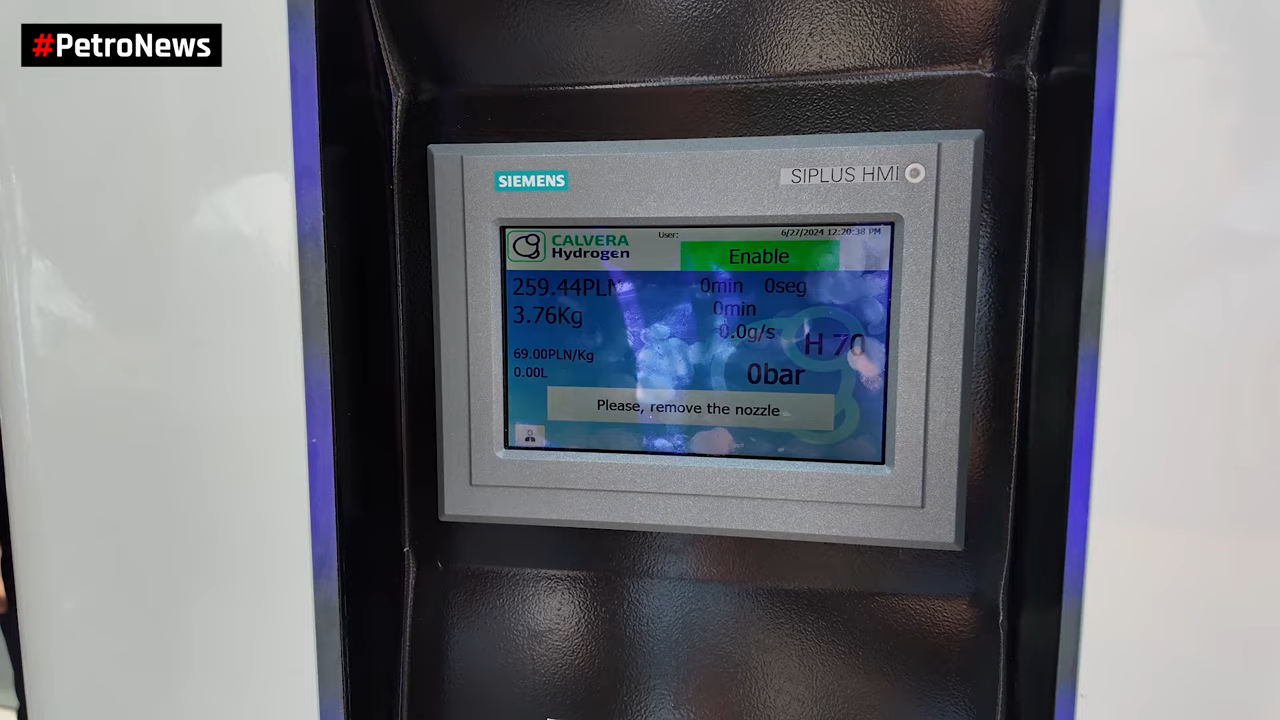 #PetroNews
SIEMENS
SIPLUS HMI
CALVERA
Hydrogen
User:
6/27/2024 12:20:38 PM
Enable
259.44PLN
0min 0seg
3.76Kg
0min
0.0g/s
H 70
69.00PLN/Kg
0.00L
0bar
Please, remove the nozzle